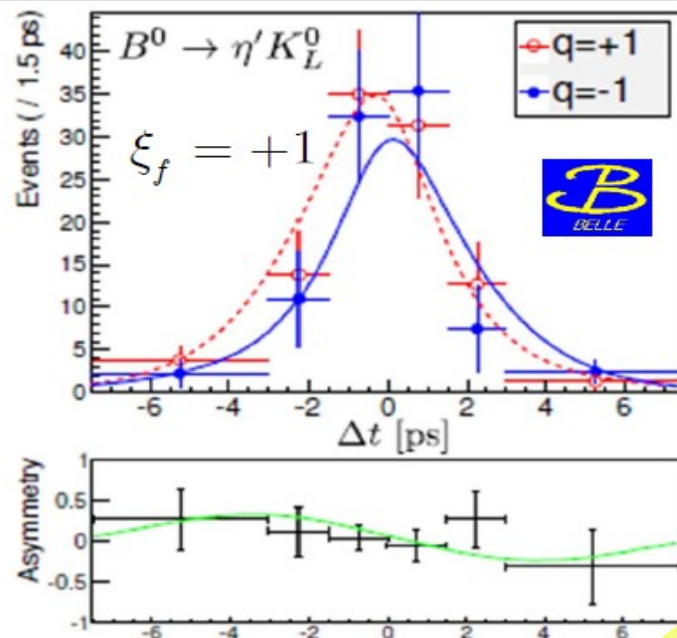 Events ( / 1.5 ps)
40
35
30
25
20
15
10
5
0
B⁰ → η′K⁰_L
ξ_f = +1
q=+1
q=-1
B
BELLE
-6 -4 -2 0 2 4 6
Δt [ps]
Asymmetry
1
0.5
0
-0.5
-1
-6 -4 -2 0 2 4 6